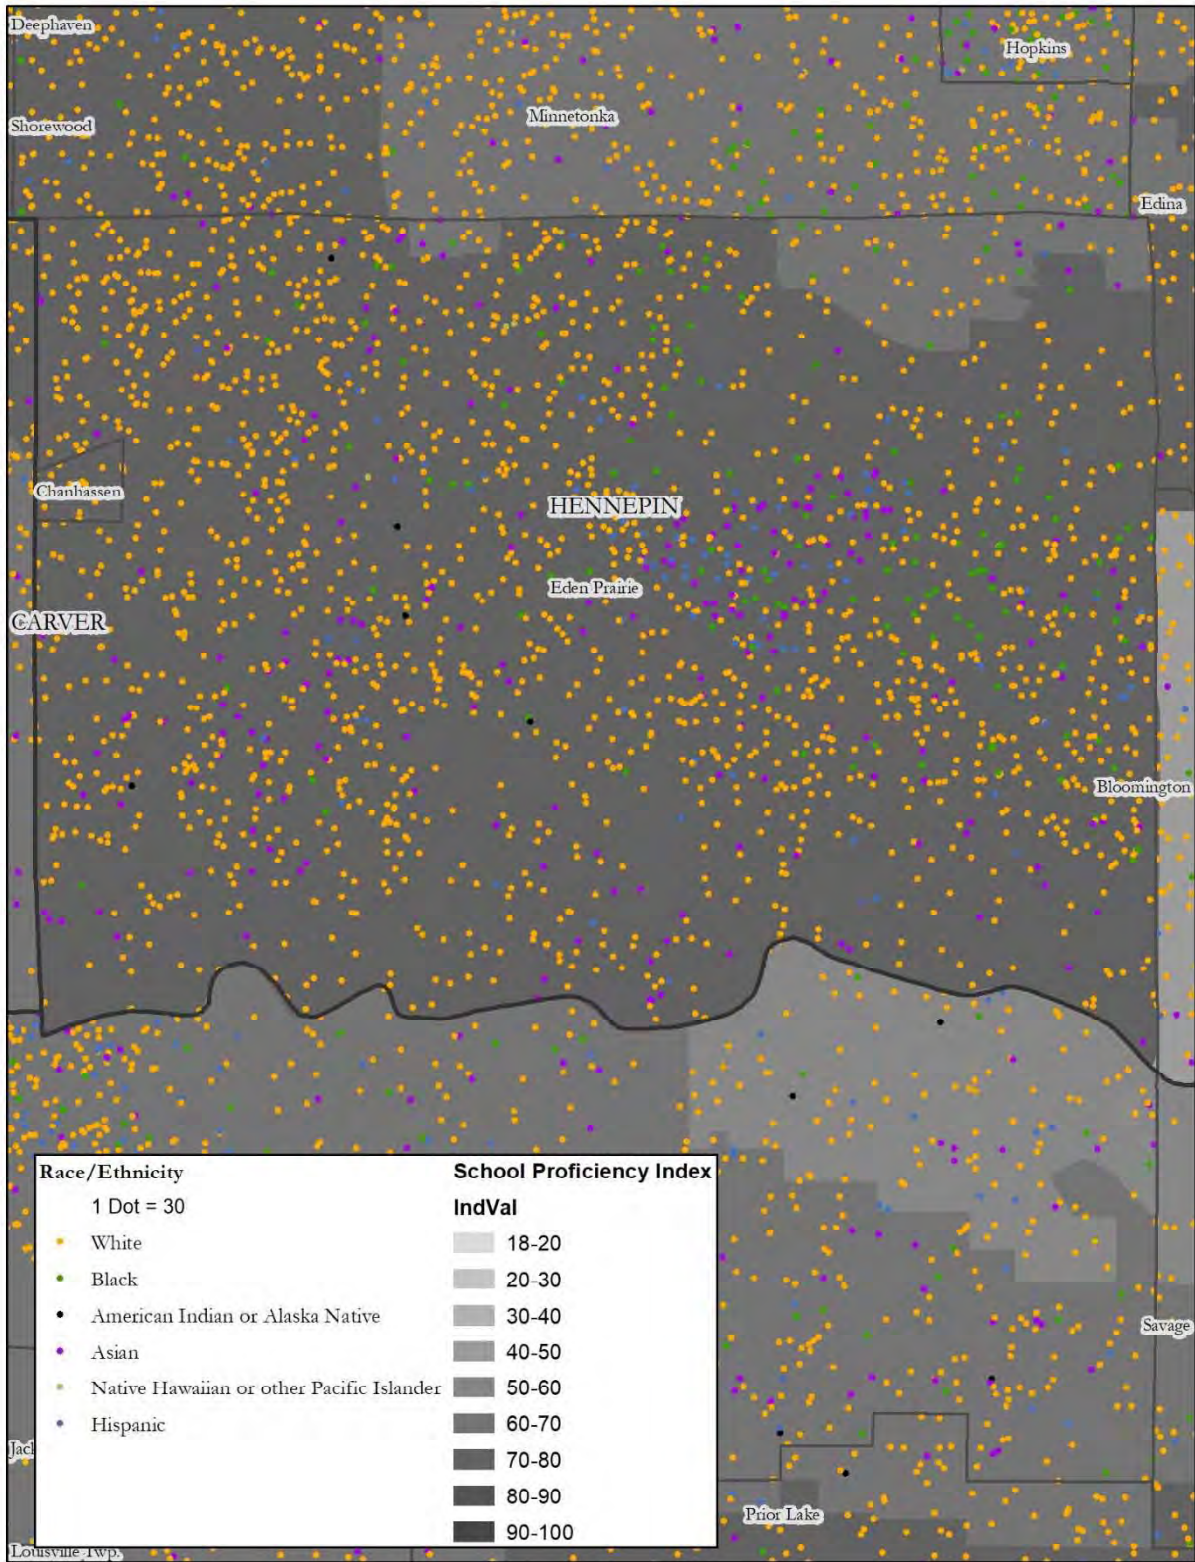 Deephaven
Hopkins
Minnetonka
Shorewood
Edina
Chanhassen
HENNEPIN
Eden Prairie
CARVER
Bloomington
Race/Ethnicity
1 Dot = 30
White
Black
American Indian or Alaska Native
Asian
Native Hawaiian or other Pacific Islander
Hispanic
School Proficiency Index
IndVal
18-20
20-30
30-40
40-50
50-60
60-70
70-80
80-90
90-100
Savage
Jack
Prior Lake
Louisville Twp.